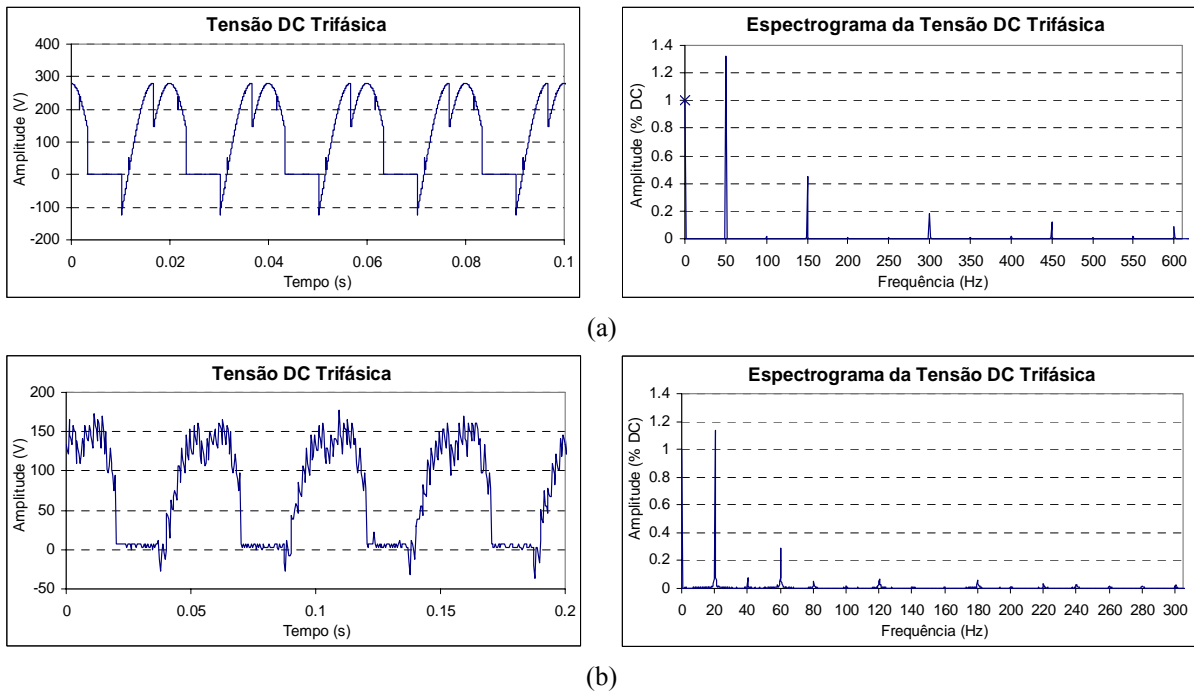 Tensão DC Trifásica
Amplitude (V)
400
300
200
100
0
-100
-200
0 0.02 0.04 0.06 0.08 0.1
Tempo (s)
Espectrograma da Tensão DC Trifásica
Amplitude (% DC)
1.4
1.2
1
0.8
0.6
0.4
0.2
0
0 50 100 150 200 250 300 350 400 450 500 550 600
Frequência (Hz)
(a)
Tensão DC Trifásica
Amplitude (V)
200
150
100
50
0
-50
0 0.05 0.1 0.15 0.2
Tempo (s)
Espectrograma da Tensão DC Trifásica
Amplitude (% DC)
1.4
1.2
1
0.8
0.6
0.4
0.2
0
0 20 40 60 80 100 120 140 160 180 200 220 240 260 280 300
Frequência (Hz)
(b)